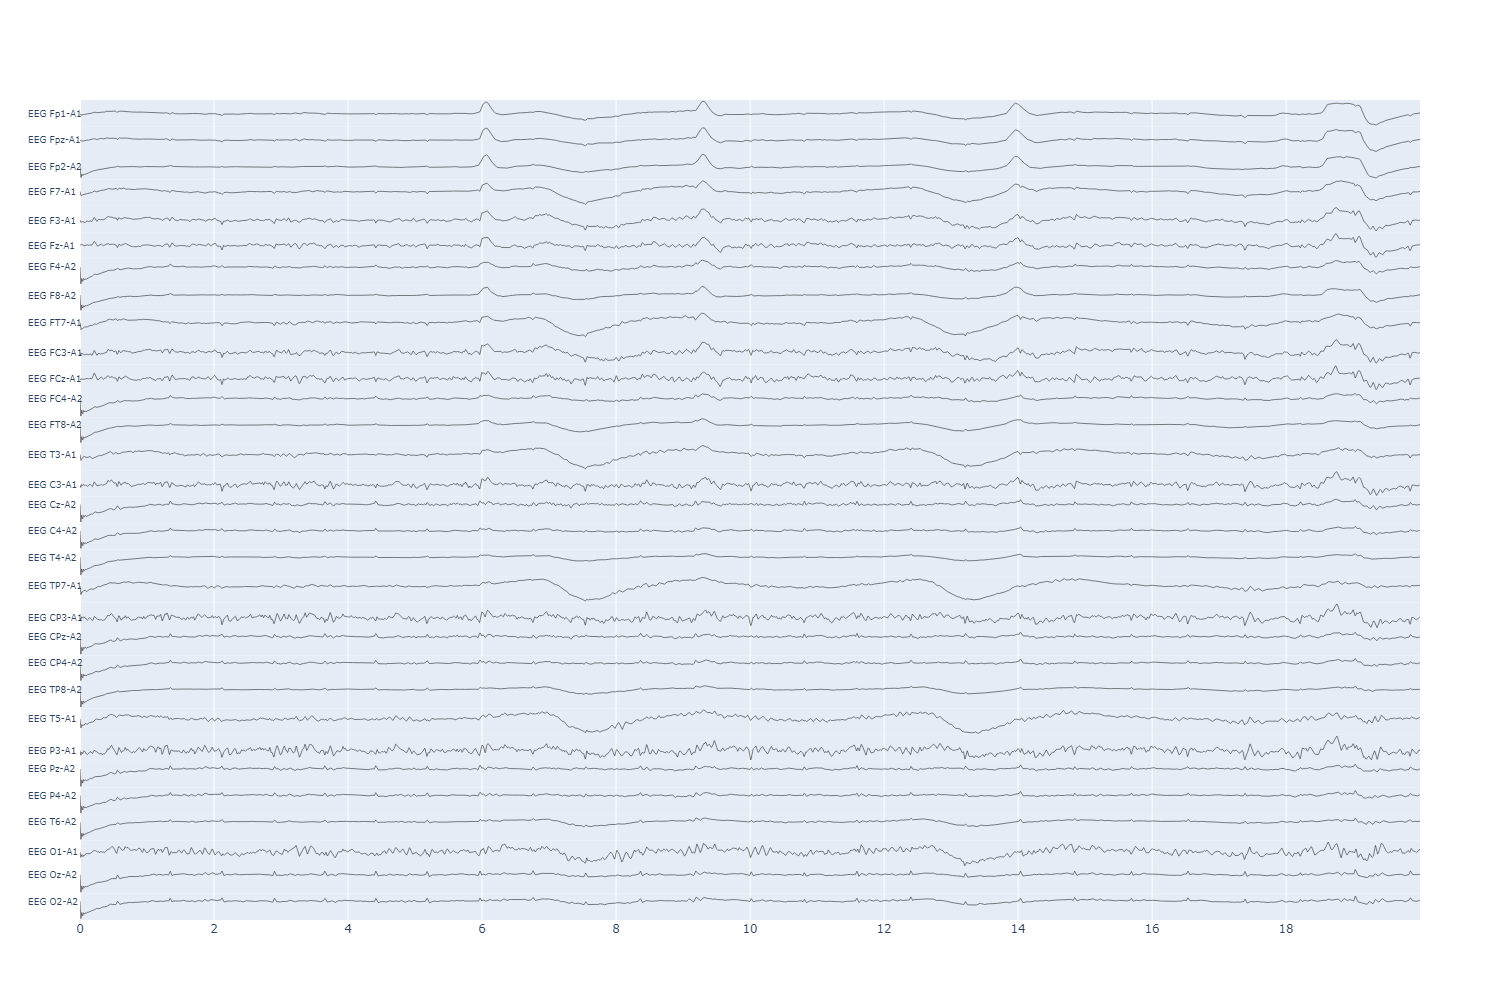 EEG Fp1-A1
EEG Fpz-A1
EEG Fp2-A2
EEG F7-A1
EEG F3-A1
EEG Fz-A1
EEG F4-A2
EEG F8-A2
EEG FT7-A1
EEG FC3-A1
EEG FCz-A1
EEG FC4-A2
EEG FT8-A2
EEG T3-A1
EEG C3-A1
EEG Cz-A2
EEG C4-A2
EEG T4-A2
EEG TP7-A1
EEG CP3-A1
EEG CPz-A2
EEG CP4-A2
EEG TP8-A2
EEG T5-A1
EEG P3-A1
EEG Pz-A2
EEG P4-A2
EEG T6-A2
EEG O1-A1
EEG Oz-A2
EEG O2-A2
0 2 4 6 8 10 12 14 16 18